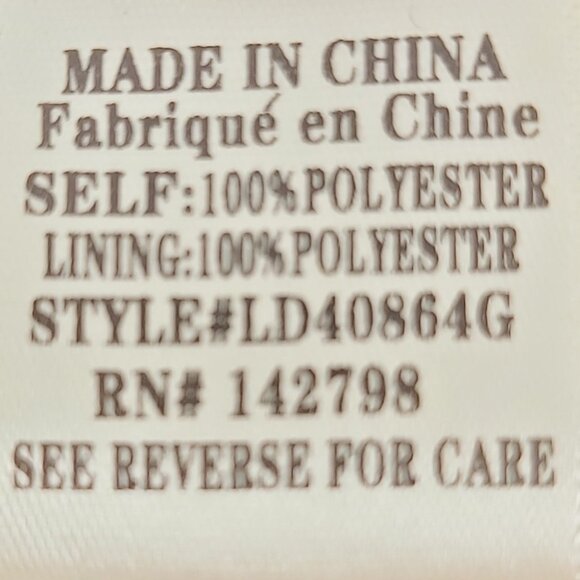 MADE IN CHINA
Fabriqué en Chine
SELF:100%POLYESTER
LINING:100%POLYESTER
STYLE#LD40864G
RN# 142798
SEE REVERSE FOR CARE